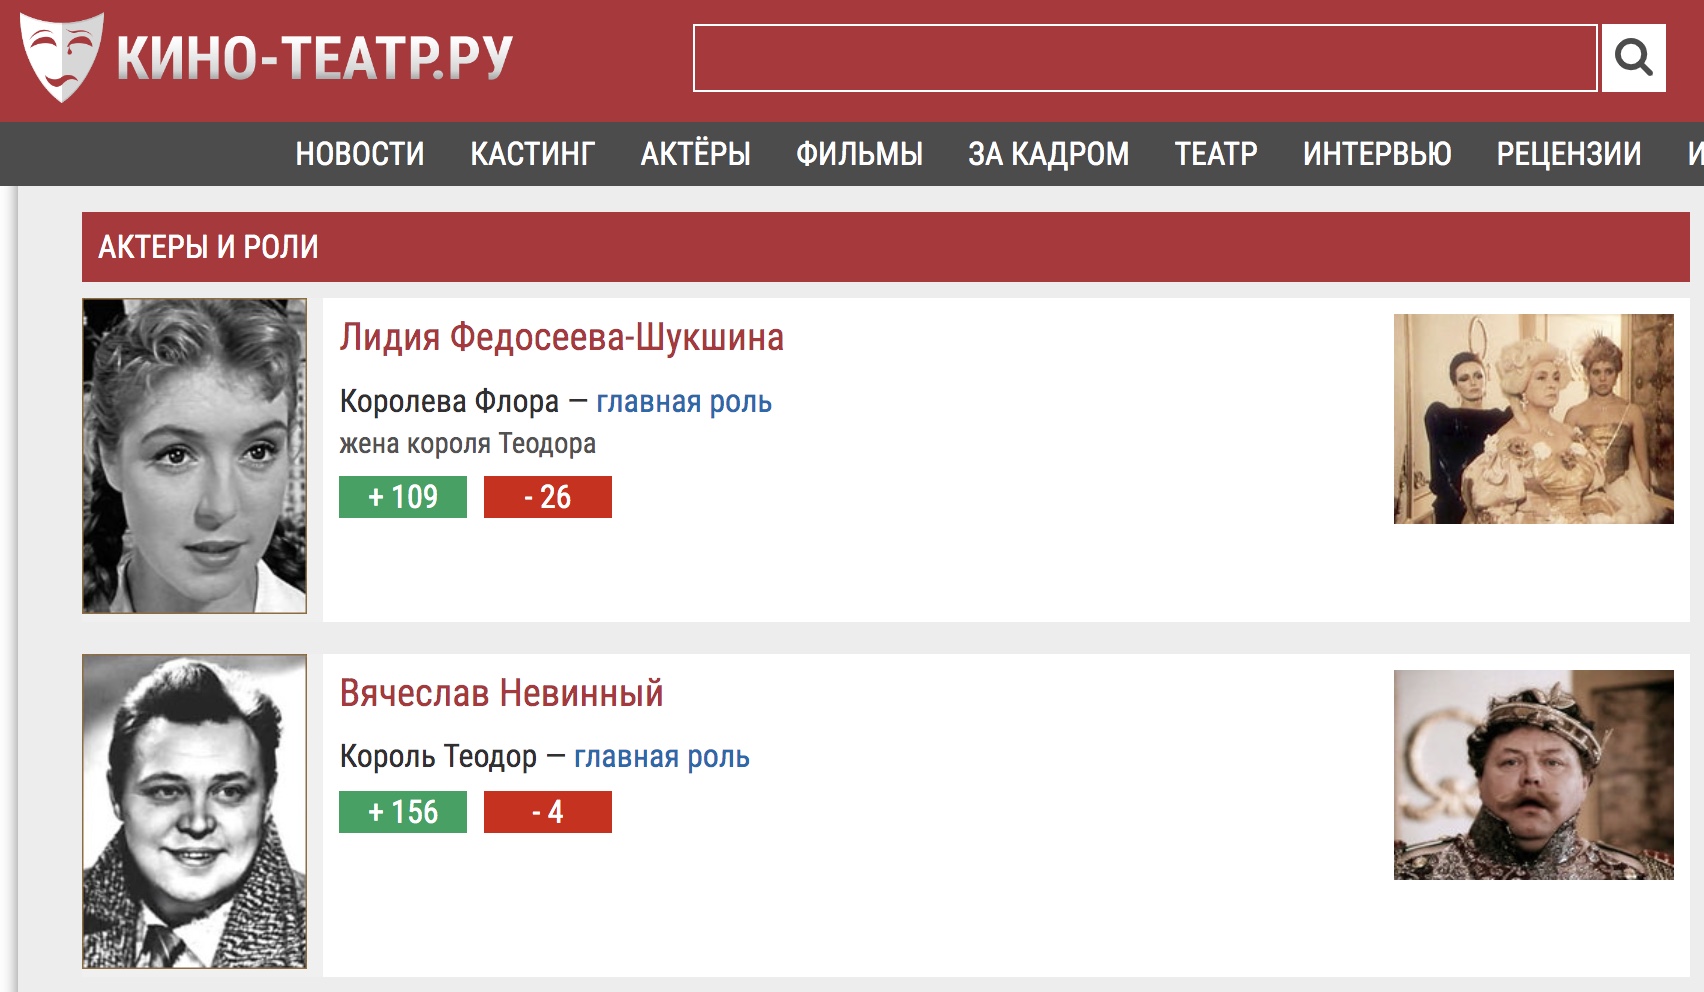 КИНО-ТЕАТР.РУ
НОВОСТИ КАСТИНГ АКТЁРЫ ФИЛЬМЫ ЗА КАДРОМ ТЕАТР ИНТЕРВЬЮ РЕЦЕНЗИИ
АКТЕРЫ И РОЛИ
Лидия Федосеева-Шукшина
Королева Флора — главная роль
жена короля Теодора
+ 109 - 26
Вячеслав Невинный
Король Теодор — главная роль
+ 156 - 4